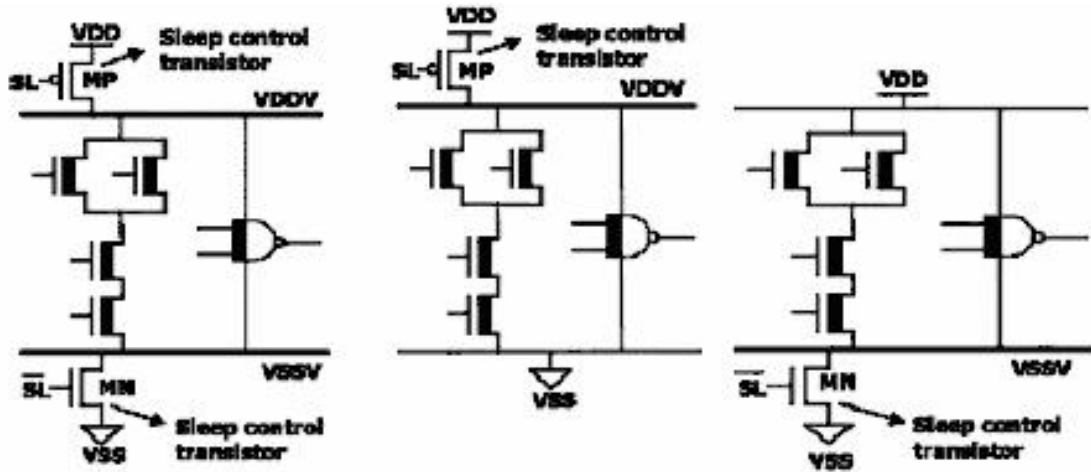 VDD
Sleep control
transistor
SL
MP
VDDV
VSSV
SL
MN
Sleep control
transistor
VSS
VDD
Sleep control
transistor
SL
MP
VDDV
VSS
VDD
VSSV
SL
MN
Sleep control
transistor
VSS